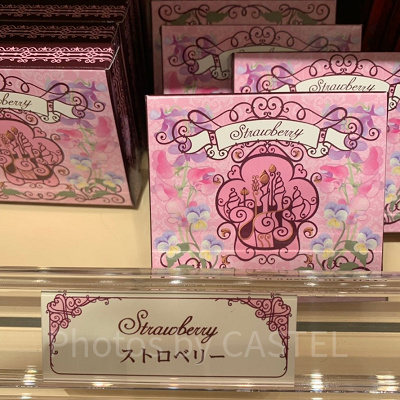 Strawberry
Strawberry
Strawberry
Strawberry
ストロベリー
Photos by CASTEL